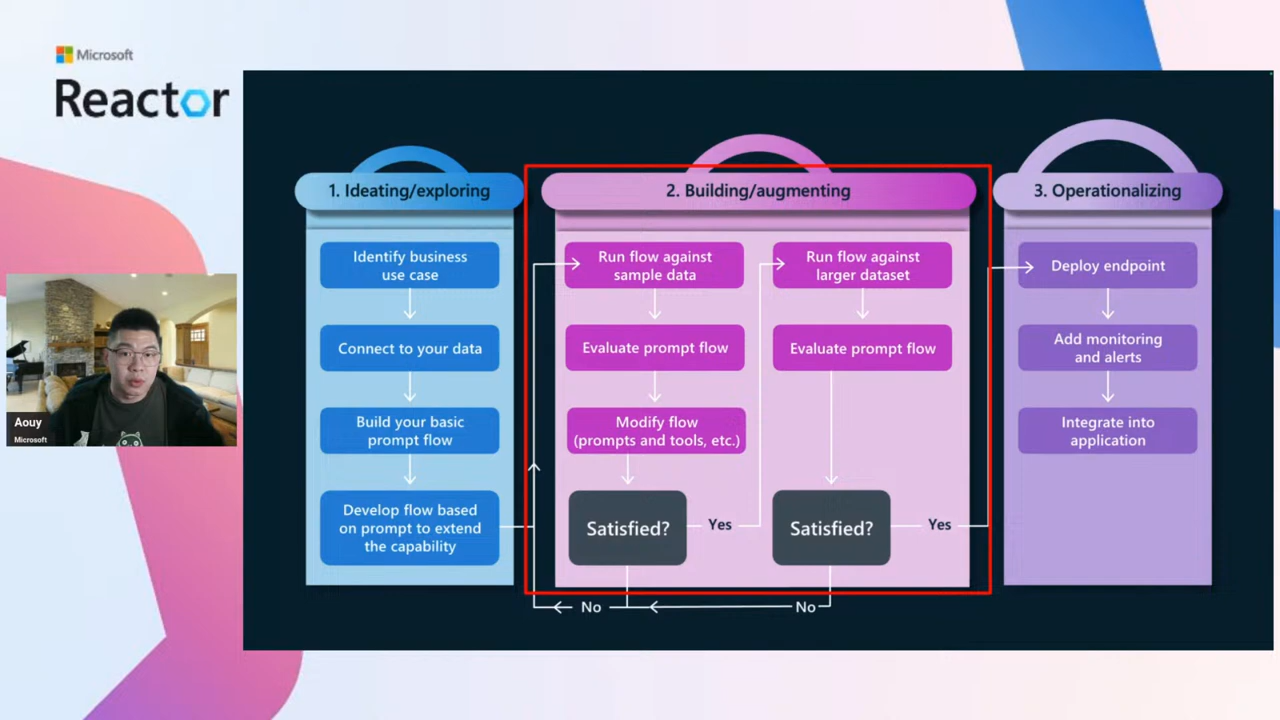 Microsoft
Reactor
Aouy
Microsoft
1. Ideating/exploring
Identify business
use case
Connect to your data
Build your basic
prompt flow
Develop flow based
on prompt to extend
the capability
2. Building/augmenting
Run flow against
sample data
Evaluate prompt flow
Modify flow
(prompts and tools, etc.)
Satisfied?
Yes
No
Run flow against
larger dataset
Evaluate prompt flow
Satisfied?
Yes
No
3. Operationalizing
Deploy endpoint
Add monitoring
and alerts
Integrate into
application